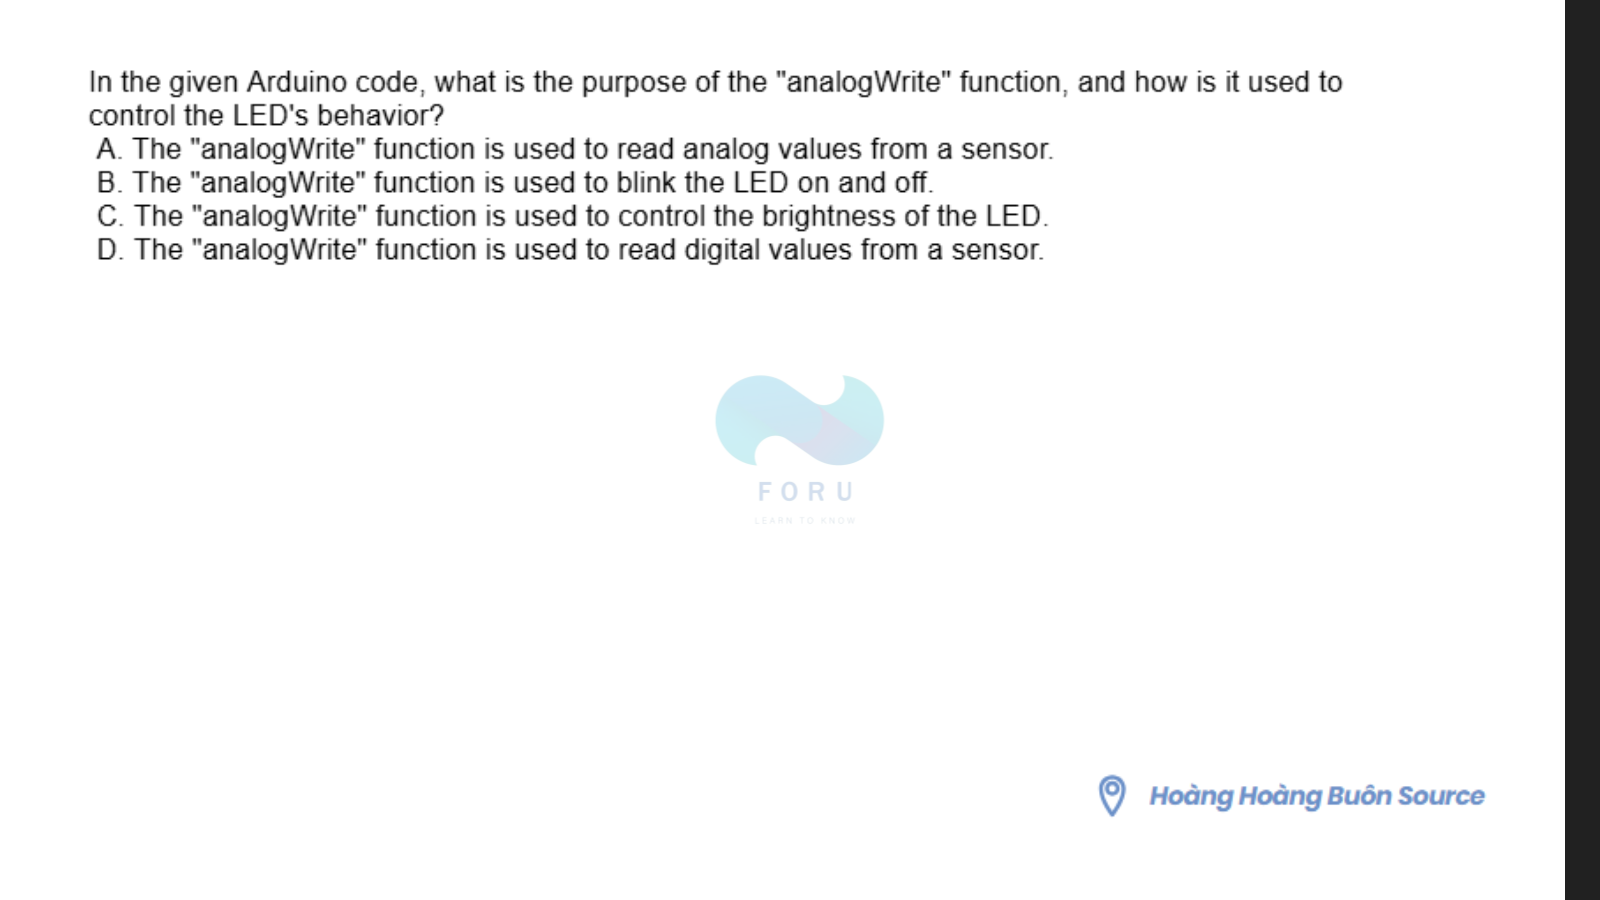 In the given Arduino code, what is the purpose of the "analogWrite" function, and how is it used to
control the LED's behavior?
A. The "analogWrite" function is used to read analog values from a sensor.
B. The "analogWrite" function is used to blink the LED on and off.
C. The "analogWrite" function is used to control the brightness of the LED.
D. The "analogWrite" function is used to read digital values from a sensor.
FORU
LEARN TO KNOW
Hoàng Hoàng Buôn Source